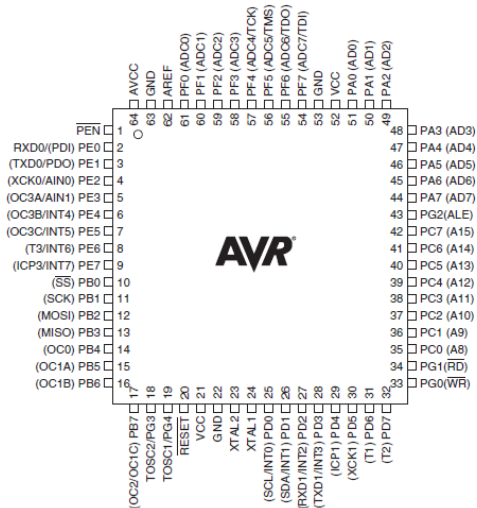 AVCC
GND
AREF
PF0 (ADC0)
PF1 (ADC1)
PF2 (ADC2)
PF3 (ADC3)
PF4 (ADC4/TCK)
PF5 (ADC5/TMS)
PF6 (ADC6/TDO)
PF7 (ADC7/TDI)
GND
VCC
PA0 (AD0)
PA1 (AD1)
PA2 (AD2)
64
63
62
61
60
59
58
57
56
55
54
53
52
51
50
49
PEN 1
RXD0/(PDI) PE0 2
(TXD0/PDO) PE1 3
(XCK0/AIN0) PE2 4
(OC3A/AIN1) PE3 5
(OC3B/INT4) PE4 6
(OC3C/INT5) PE5 7
(T3/INT6) PE6 8
(ICP3/INT7) PE7 9
(SS) PB0 10
(SCK) PB1 11
(MOSI) PB2 12
(MISO) PB3 13
(OC0) PB4 14
(OC1A) PB5 15
(OC1B) PB6 16
AVR
48 PA3 (AD3)
47 PA4 (AD4)
46 PA5 (AD5)
45 PA6 (AD6)
44 PA7 (AD7)
43 PG2(ALE)
42 PC7 (A15)
41 PC6 (A14)
40 PC5 (A13)
39 PC4 (A12)
38 PC3 (A11)
37 PC2 (A10)
36 PC1 (A9)
35 PC0 (A8)
34 PG1(RD)
33 PG0(WR)
17
18
19
20
21
22
23
24
25
26
27
28
29
30
31
32
(OC2/OC1C) PB7
TOSC2/PG3
TOSC1/PG4
RESET
VCC
GND
XTAL2
XTAL1
(SCL/INT0) PD0
(SDA/INT1) PD1
(RXD1/INT2) PD2
(TXD1/INT3) PD3
(ICP1) PD4
(XCK1) PD5
(T1) PD6
(T2) PD7